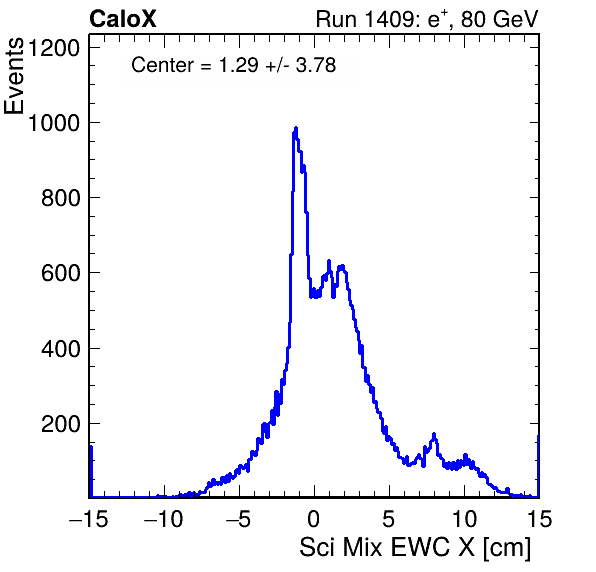 CaloX
Run 1409: e+, 80 GeV
Events
Center = 1.29 +/- 3.78
1200
1000
800
600
400
200
−15 −10 −5 0 5 10 15
Sci Mix EWC X [cm]